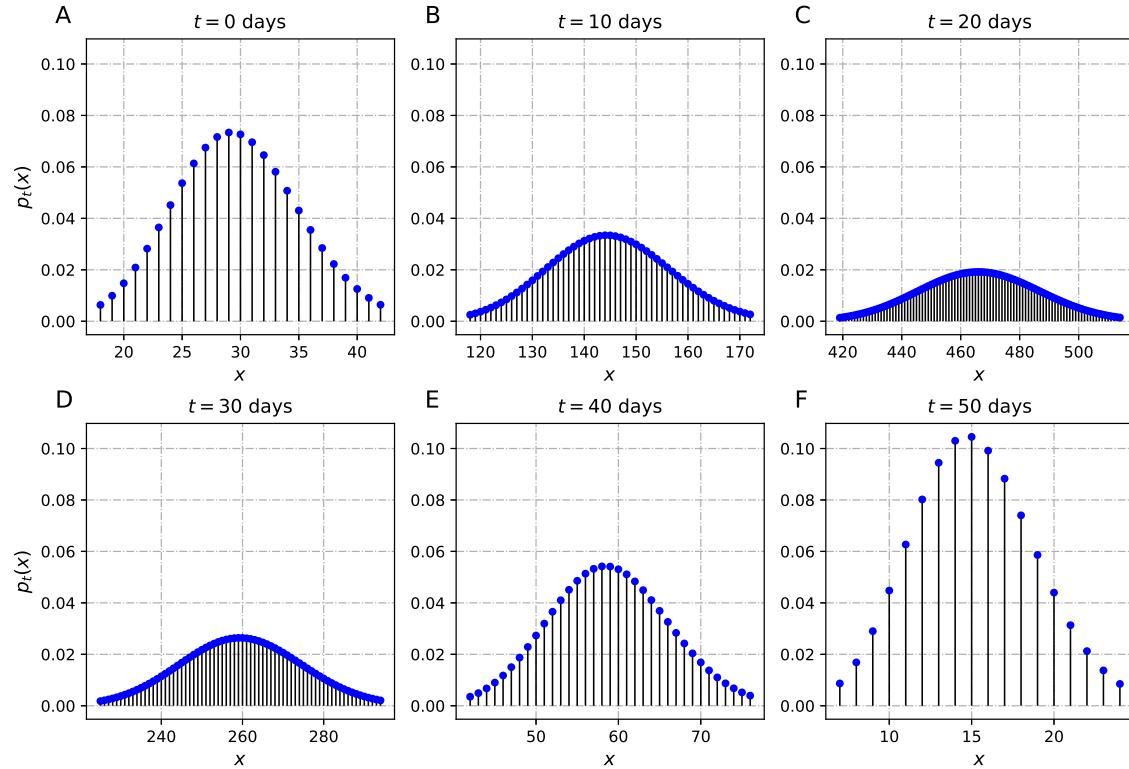 A
t = 0 days
B
t = 10 days
C
t = 20 days
0.10
0.08
0.06
0.04
0.02
0.00
p_t(x)
20 25 30 35 40
x
0.10
0.08
0.06
0.04
0.02
0.00
120 130 140 150 160 170
x
0.10
0.08
0.06
0.04
0.02
0.00
420 440 460 480 500
x
D
t = 30 days
E
t = 40 days
F
t = 50 days
0.10
0.08
0.06
0.04
0.02
0.00
p_t(x)
240 260 280
x
0.10
0.08
0.06
0.04
0.02
0.00
50 60 70
x
0.10
0.08
0.06
0.04
0.02
0.00
10 15 20
x